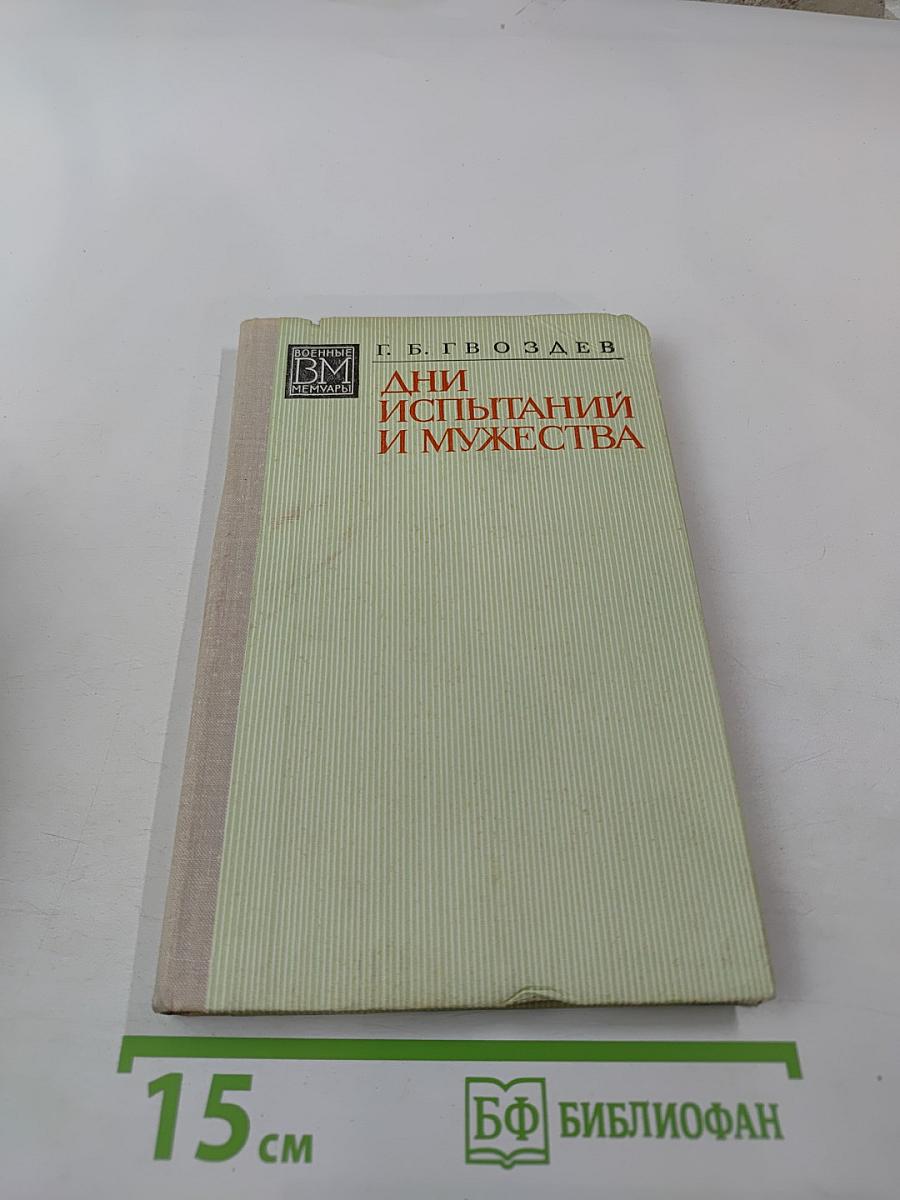 ВОЕННЫЕ
ВМ
МЕМУАРЫ
Г. Б. ГВОЗДЕВ
ДНИ
ИСПЫТАНИЙ
И МУЖЕСТВА
15 см
БФ БИБЛИОФАН